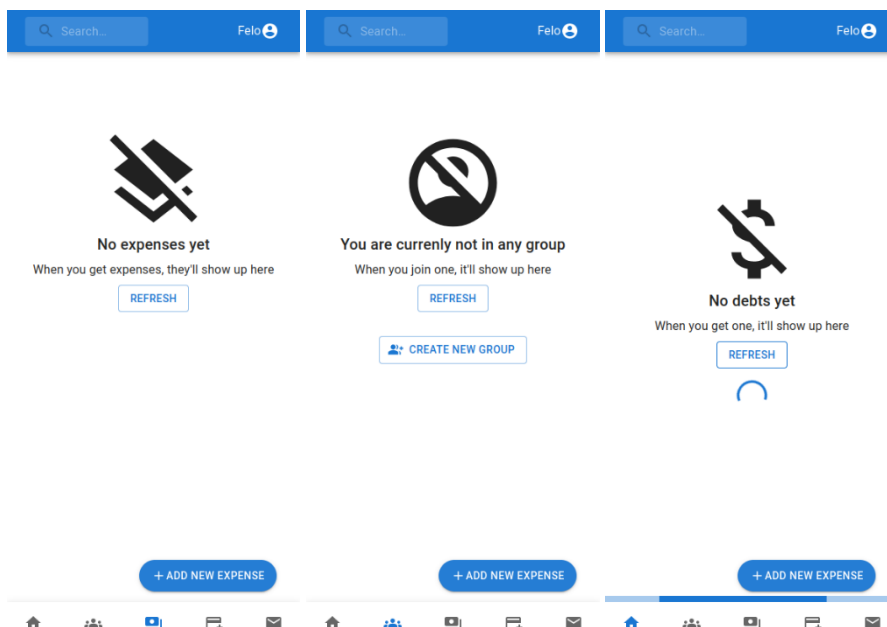 Search...
Felo
No expenses yet
When you get expenses, they'll show up here
REFRESH
+ ADD NEW EXPENSE
Search...
Felo
You are currenly not in any group
When you join one, it'll show up here
REFRESH
CREATE NEW GROUP
+ ADD NEW EXPENSE
Search...
Felo
No debts yet
When you get one, it'll show up here
REFRESH
+ ADD NEW EXPENSE